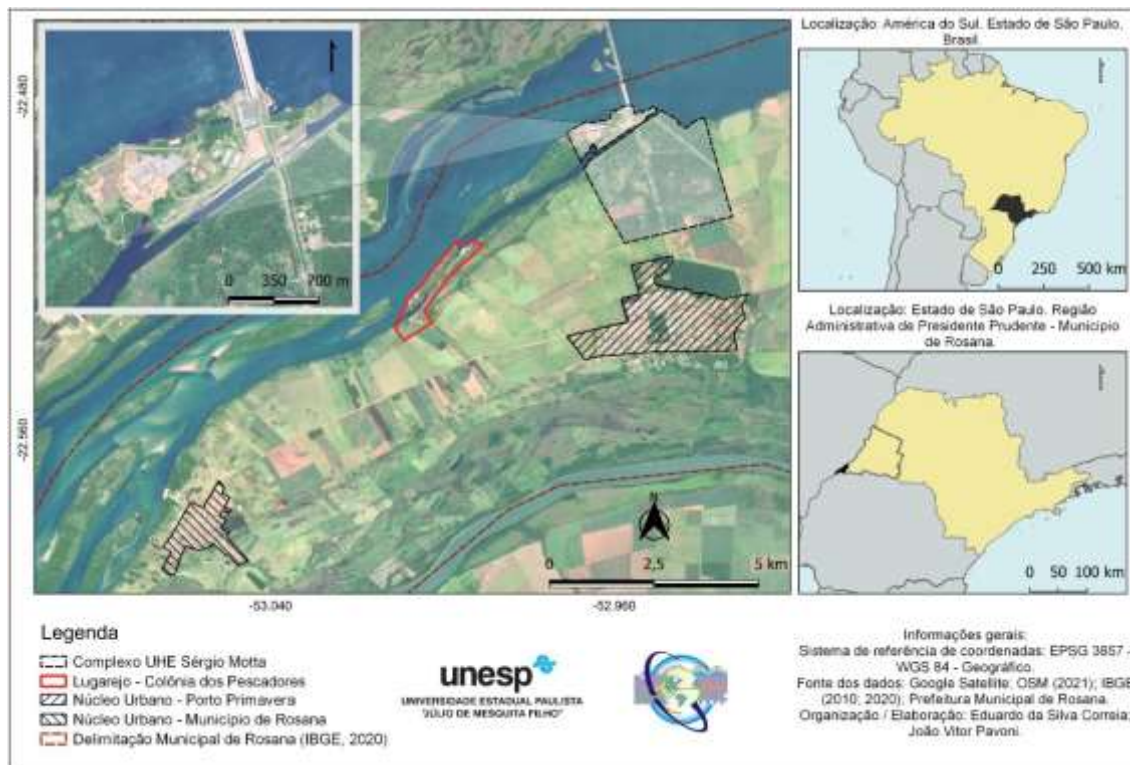 Localização: América do Sul. Estado de São Paulo,
Brasil.
-22.480
0 350 700 m
0 250 500 km
Localização: Estado de São Paulo. Região
Administrativa de Presidente Prudente - Município
de Rosana.
-22.560
N
0 2,5 5 km
0 50 100 km
-53.040
-52.960
Legenda
Complexo UHE Sérgio Motta
Lugarejo - Colônia dos Pescadores
Núcleo Urbano - Porto Primavera
Núcleo Urbano - Município de Rosana
Delimitação Municipal de Rosana (IBGE, 2020)
unesp
UNIVERSIDADE ESTADUAL PAULISTA
"JÚLIO DE MESQUITA FILHO"
Informações gerais:
Sistema de referência de coordenadas: EPSG 3857 -
WGS 84 - Geográfico.
Fonte dos dados: Google Satellite; OSM (2021); IBGE
(2010; 2020); Prefeitura Municipal de Rosana.
Organização / Elaboração: Eduardo da Silva Correia;
João Vitor Pavoni.